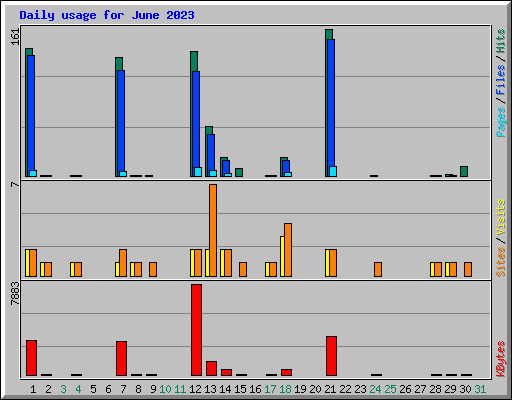 Daily usage for June 2023
161
Pages / Files / Hits
7
Sites / Visits
7883
KBytes
1 2 3 4 5 6 7 8 9 10 11 12 13 14 15 16 17 18 19 20 21 22 23 24 25 26 27 28 29 30 31